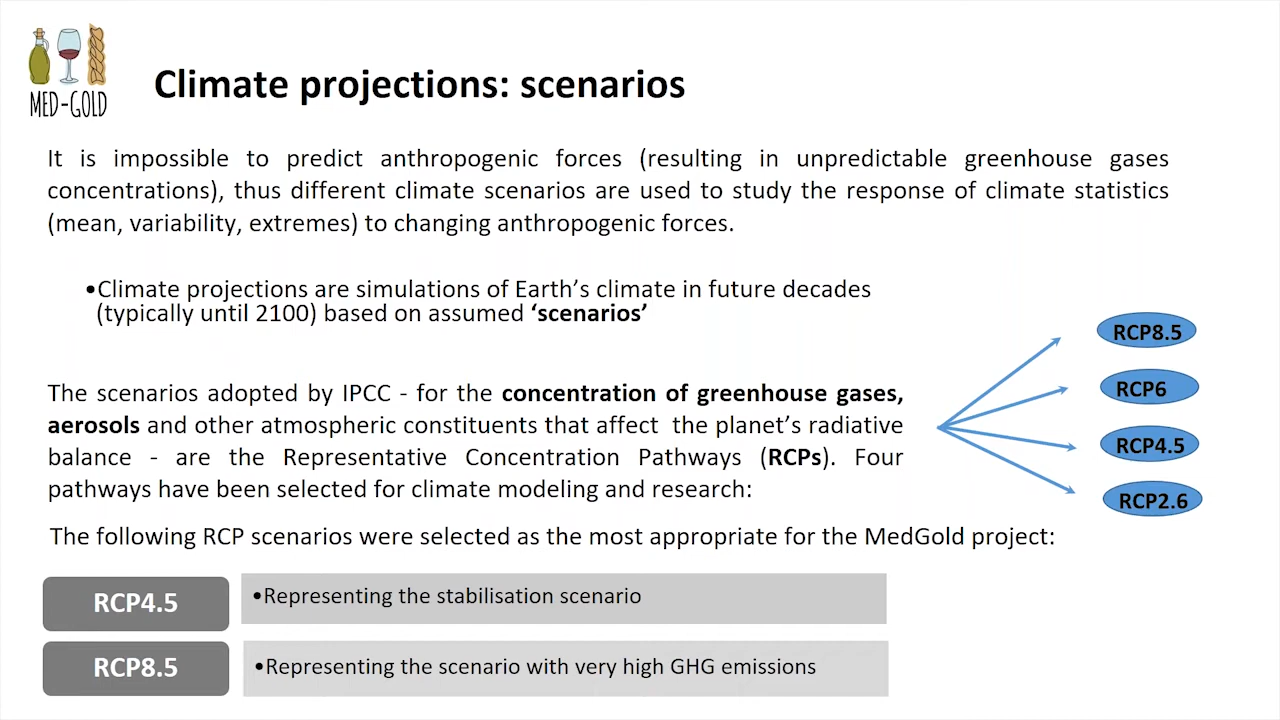 MED-GOLD
Climate projections: scenarios
It is impossible to predict anthropogenic forces (resulting in unpredictable greenhouse gases
concentrations), thus different climate scenarios are used to study the response of climate statistics
(mean, variability, extremes) to changing anthropogenic forces.
•Climate projections are simulations of Earth’s climate in future decades
(typically until 2100) based on assumed ‘scenarios’
The scenarios adopted by IPCC - for the concentration of greenhouse gases,
aerosols and other atmospheric constituents that affect the planet’s radiative
balance - are the Representative Concentration Pathways (RCPs). Four
pathways have been selected for climate modeling and research:
RCP8.5
RCP6
RCP4.5
RCP2.6
The following RCP scenarios were selected as the most appropriate for the MedGold project:
RCP4.5
•Representing the stabilisation scenario
RCP8.5
•Representing the scenario with very high GHG emissions